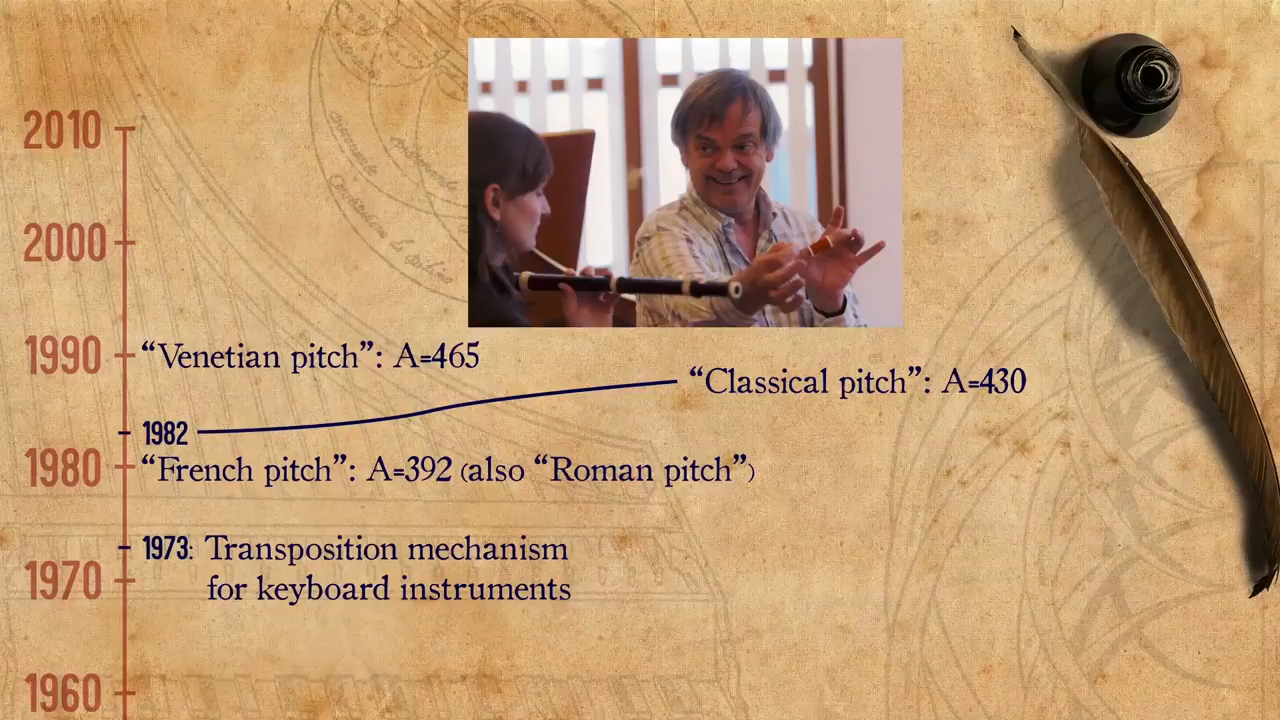 2010
2000
1990
“Venetian pitch”: A=465
“Classical pitch”: A=430
1982
1980
“French pitch”: A=392 (also “Roman pitch”)
1973: Transposition mechanism
for keyboard instruments
1970
1960